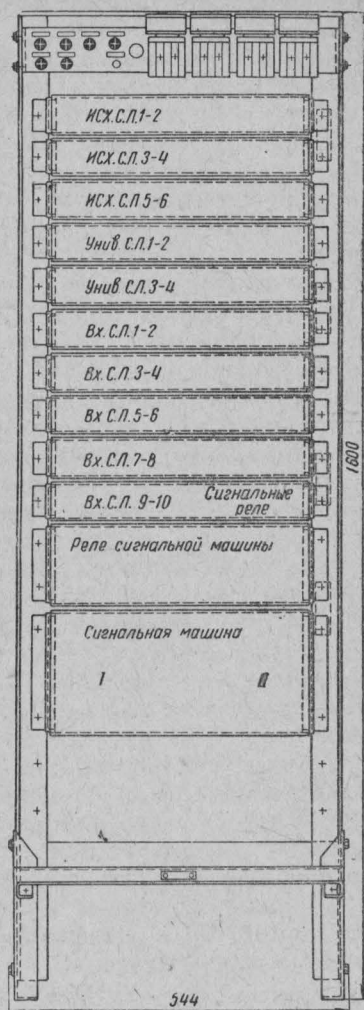 ИСХ.С.Л.1-2
ИСХ.С.Л.3-4
ИСХ.С.Л 5-6
Унив. С.Л.1-2
Унив С.Л.3-4
Вх.С.Л. 1-2
Вх.С.Л. 3-4
Вх С.Л. 5-6
Вх.С.Л. 7-8
Вх.С.Л. 9-10 Сигнальные
реле
Реле сигнальной машины
Сигнальная машина
I II
1600
544